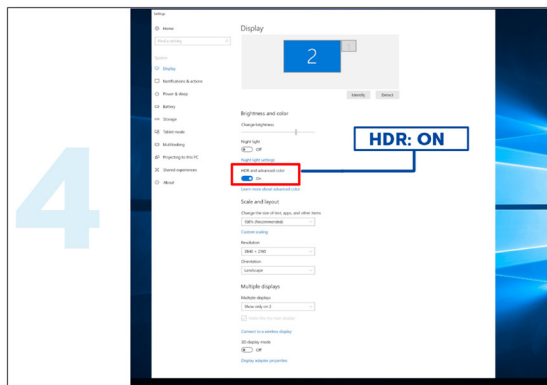 4
Settings
Home
Find a setting
System
Display
Notifications & actions
Power & sleep
Battery
Storage
Tablet mode
Multitasking
Projecting to this PC
Shared experiences
About
Display
2
1
Identify
Detect
Brightness and color
Change brightness
Night light
Off
Night light settings
HDR and advanced color
On
Learn more about advanced color
HDR: ON
Scale and layout
Change the size of text, apps, and other items
100% (Recommended)
Custom scaling
Resolution
3840 × 2160
Orientation
Landscape
Multiple displays
Multiple displays
Show only on 2
Make this my main display
Connect to a wireless display
3D display mode
Off
Display adapter properties